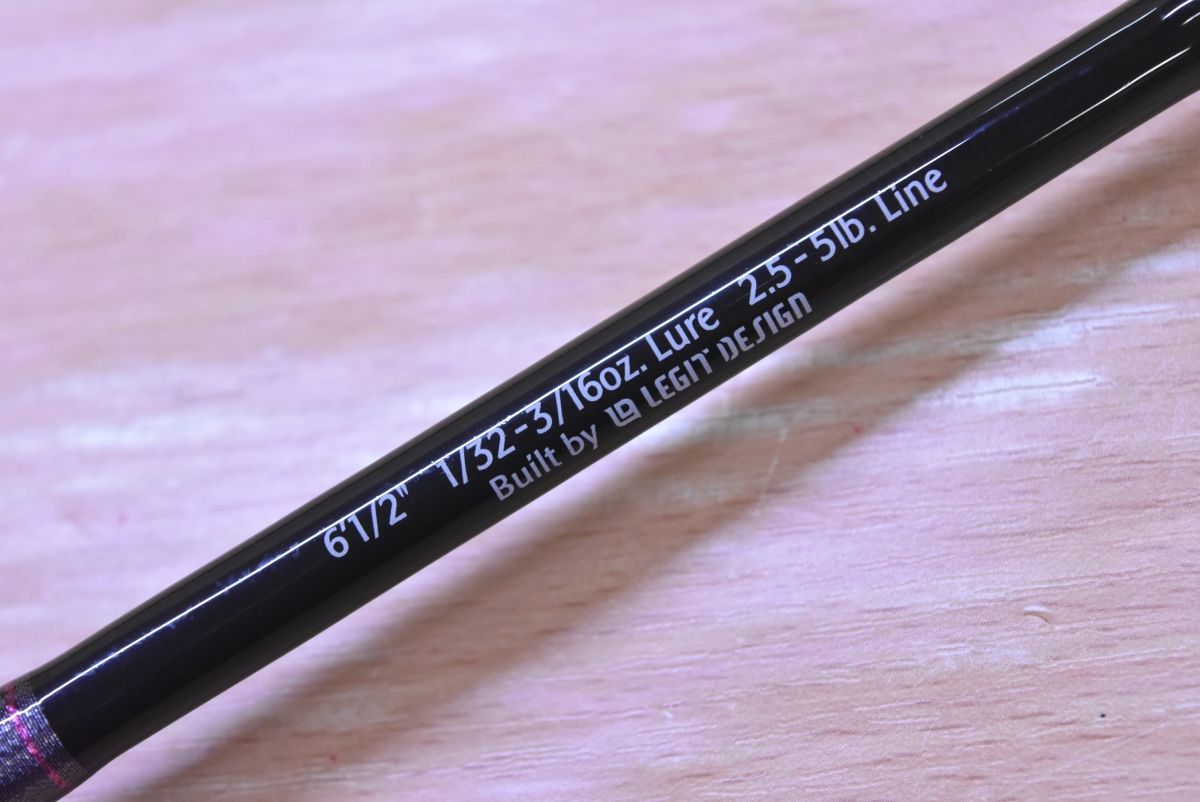 6'1/2" 1/32-3/16oz. Lure 2.5-5lb. Line
Built by LD LEGIT DESIGN